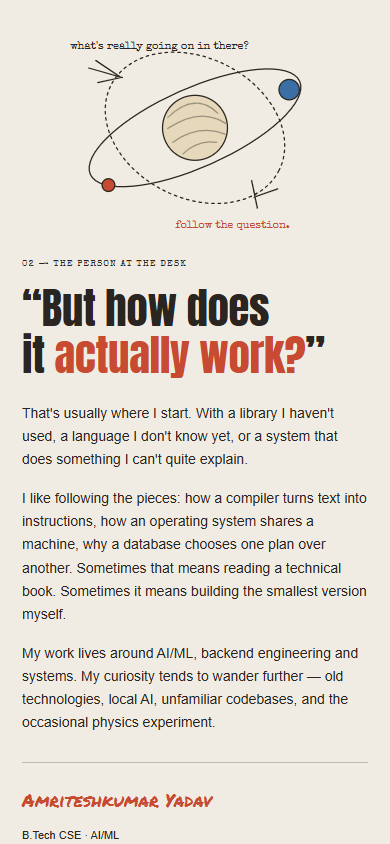 what's really going on in there?
follow the question.
02 — THE PERSON AT THE DESK
“But how does
it actually work?”
That's usually where I start. With a library I haven't
used, a language I don't know yet, or a system that
does something I can't quite explain.
I like following the pieces: how a compiler turns text into
instructions, how an operating system shares a
machine, why a database chooses one plan over
another. Sometimes that means reading a technical
book. Sometimes it means building the smallest version
myself.
My work lives around AI/ML, backend engineering and
systems. My curiosity tends to wander further — old
technologies, local AI, unfamiliar codebases, and the
occasional physics experiment.
Amriteshkumar Yadav
B.Tech CSE · AI/ML